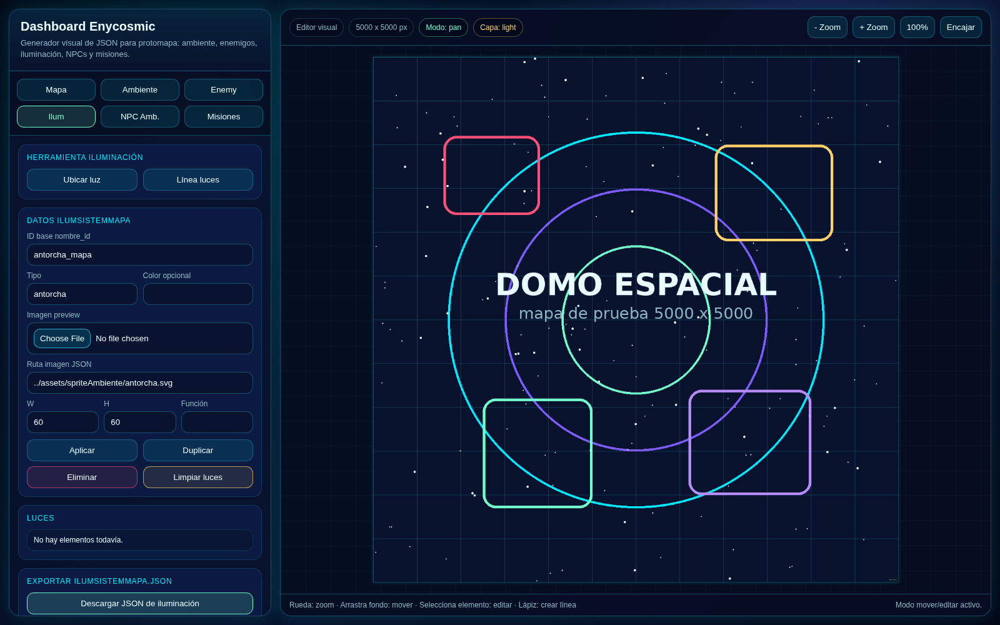 Dashboard Enycosmic
Generador visual de JSON para protomapa: ambiente, enemigos,
iluminación, NPCs y misiones.
Mapa
Ambiente
Enemy
Ilum
NPC Amb.
Misiones
HERRAMIENTA ILUMINACIÓN
Ubicar luz
Línea luces
DATOS ILUMSISTEMMAPA
ID base nombre_id
antorcha_mapa
Tipo
Color opcional
antorcha
Imagen preview
Choose File No file chosen
Ruta imagen JSON
../assets/spriteAmbiente/antorcha.svg
W
H
Función
60
60
Aplicar
Duplicar
Eliminar
Limpiar luces
LUCES
No hay elementos todavía.
EXPORTAR ILUMSISTEMMAPA.JSON
Descargar JSON de iluminación
Editor visual
5000 x 5000 px
Modo: pan
Capa: light
- Zoom
+ Zoom
100%
Encajar
DOMO ESPACIAL
mapa de prueba 5000 x 5000
Rueda: zoom · Arrastra fondo: mover · Selecciona elemento: editar · Lápiz: crear línea
Modo mover/editar activo.